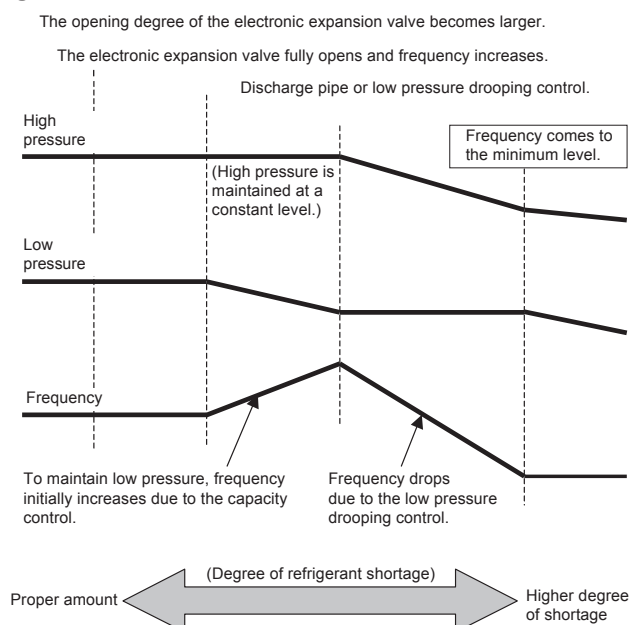 The opening degree of the electronic expansion valve becomes larger.
The electronic expansion valve fully opens and frequency increases.
Discharge pipe or low pressure drooping control.
High
pressure
Frequency comes to
the minimum level.
(High pressure is
maintained at a
constant level.)
Low
pressure
Frequency
To maintain low pressure, frequency
initially increases due to the capacity
control.
Frequency drops
due to the low pressure
drooping control.
(Degree of refrigerant shortage)
Proper amount
Higher degree
of shortage